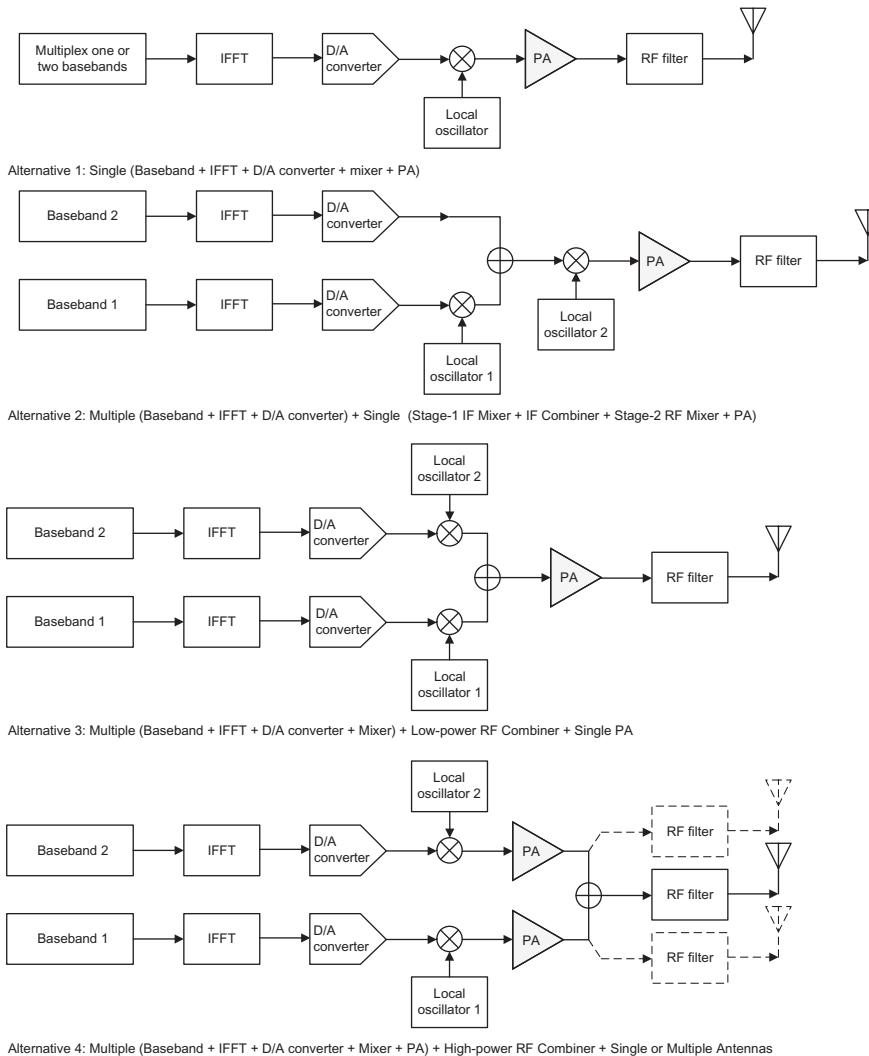 Multiplex one or
two basebands
IFFT
D/A
converter
PA
RF filter
Local
oscillator
Alternative 1: Single (Baseband + IFFT + D/A converter + mixer + PA)
Baseband 2
IFFT
D/A
converter
PA
RF filter
Baseband 1
IFFT
D/A
converter
Local
oscillator 2
Local
oscillator 1
Alternative 2: Multiple (Baseband + IFFT + D/A converter) + Single (Stage-1 IF Mixer + IF Combiner + Stage-2 RF Mixer + PA)
Local
oscillator 2
Baseband 2
IFFT
D/A
converter
PA
RF filter
Baseband 1
IFFT
D/A
converter
Local
oscillator 1
Alternative 3: Multiple (Baseband + IFFT + D/A converter + Mixer) + Low-power RF Combiner + Single PA
Local
oscillator 2
RF filter
Baseband 2
IFFT
D/A
converter
PA
RF filter
Baseband 1
IFFT
D/A
converter
PA
RF filter
Local
oscillator 1
Alternative 4: Multiple (Baseband + IFFT + D/A converter + Mixer + PA) + High-power RF Combiner + Single or Multiple Antennas